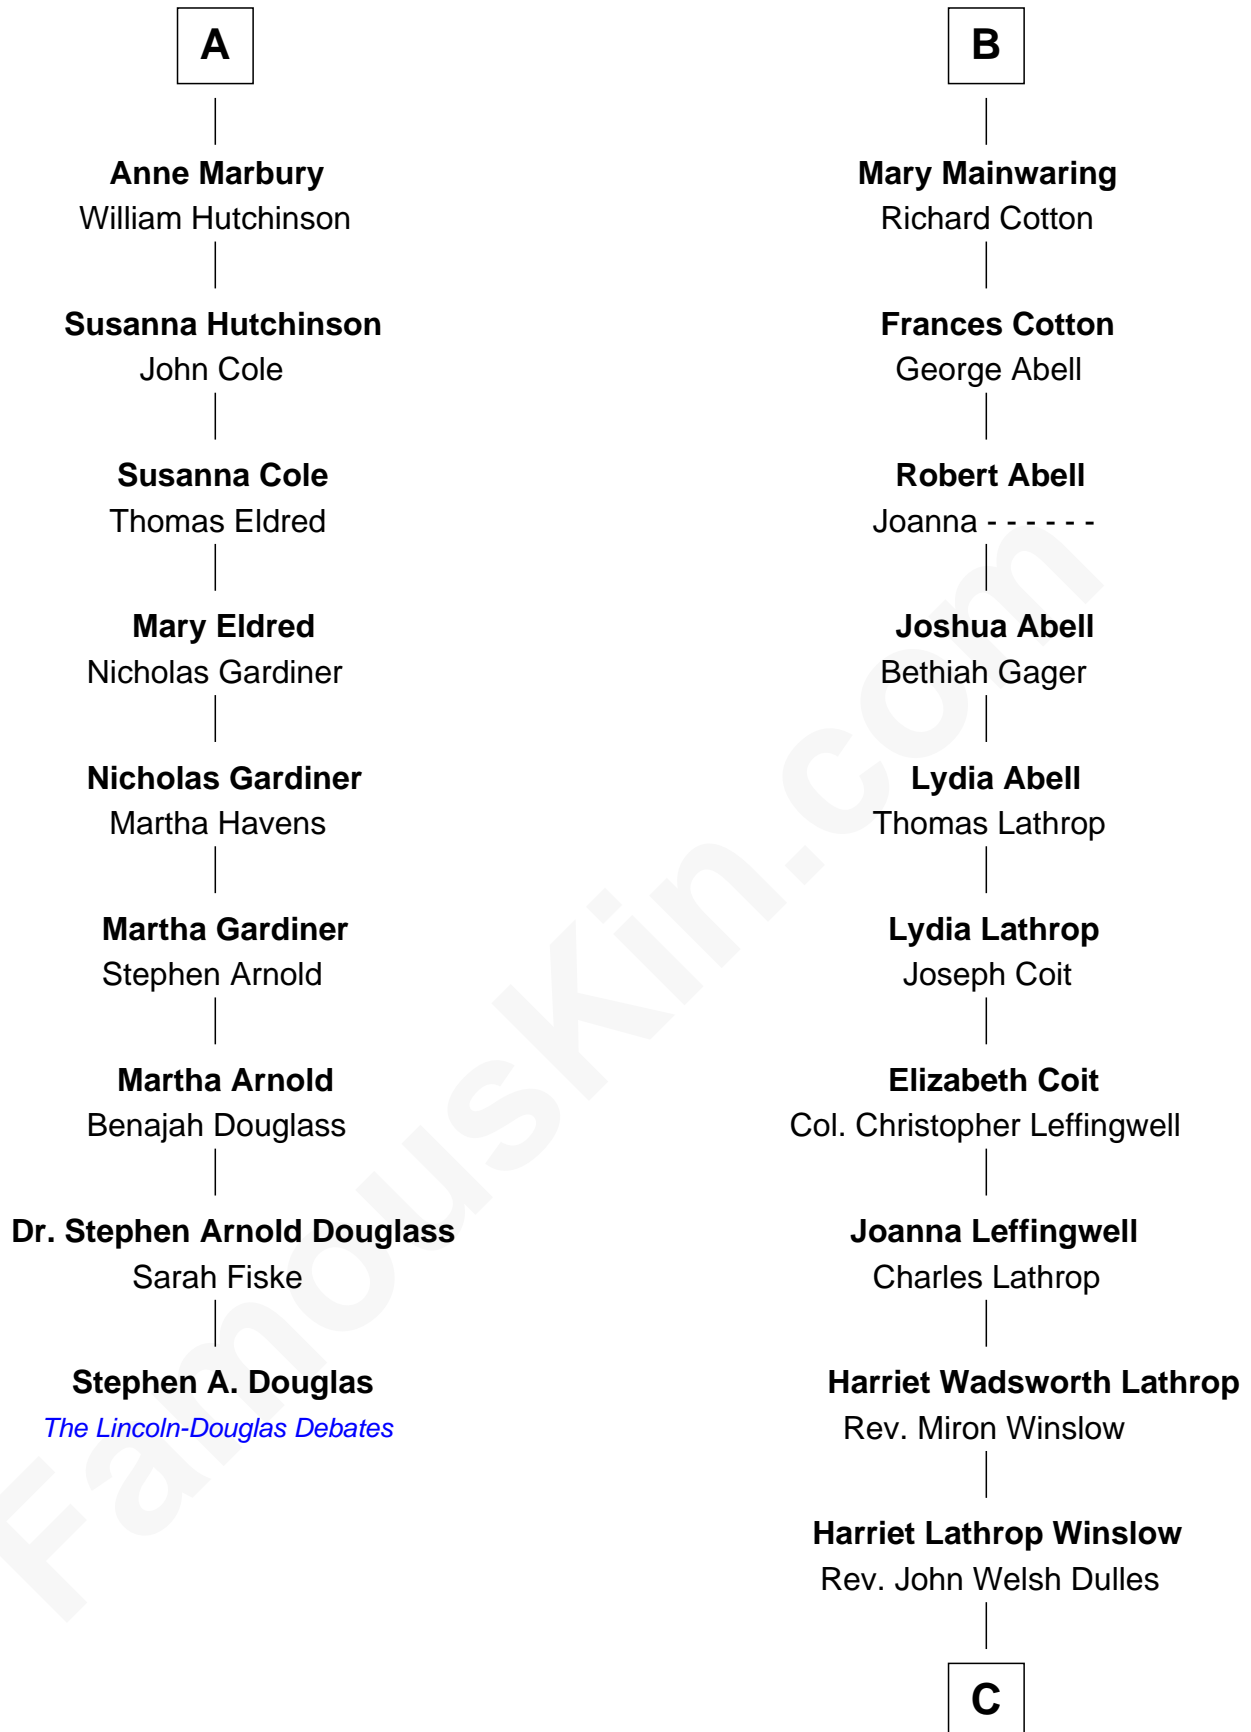 A
Anne Marbury
William Hutchinson
Susanna Hutchinson
John Cole
Susanna Cole
Thomas Eldred
Mary Eldred
Nicholas Gardiner
Nicholas Gardiner
Martha Havens
Martha Gardiner
Stephen Arnold
Martha Arnold
Benajah Douglass
Dr. Stephen Arnold Douglass
Sarah Fiske
Stephen A. Douglas
The Lincoln-Douglas Debates
B
Mary Mainwaring
Richard Cotton
Frances Cotton
George Abell
Robert Abell
Joanna - - - - - -
Joshua Abell
Bethiah Gager
Lydia Abell
Thomas Lathrop
Lydia Lathrop
Joseph Coit
Elizabeth Coit
Col. Christopher Leffingwell
Joanna Leffingwell
Charles Lathrop
Harriet Wadsworth Lathrop
Rev. Miron Winslow
Harriet Lathrop Winslow
Rev. John Welsh Dulles
C
FamousKin.com